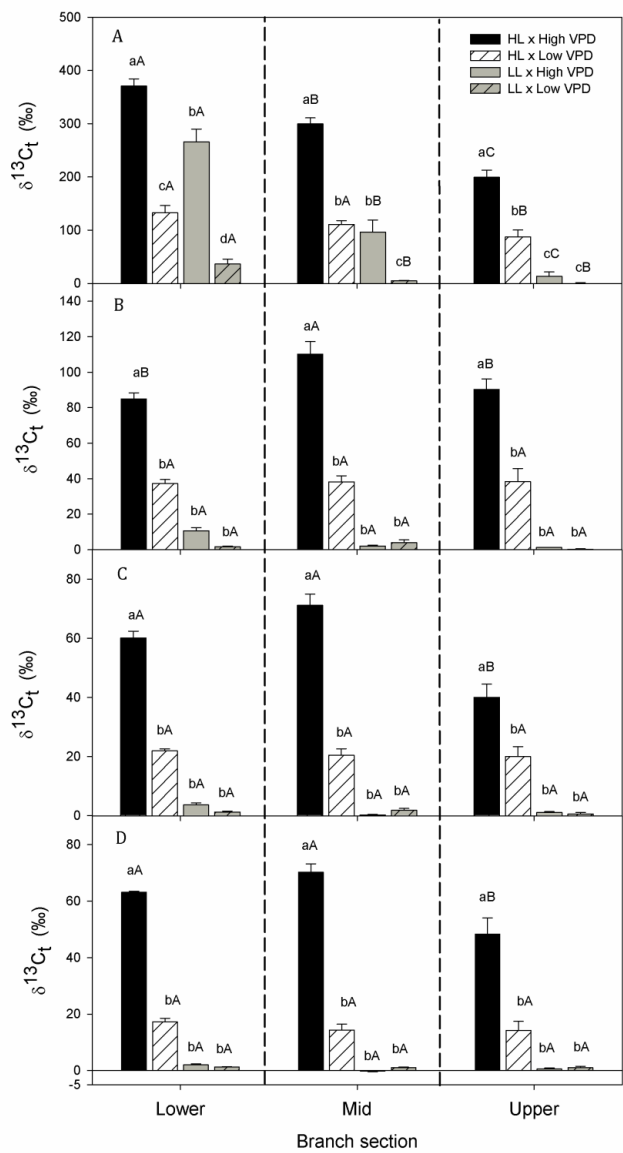 500
A
HL x High VPD
HL x Low VPD
LL x High VPD
LL x Low VPD
400
aA
aB
bA
300
aC
200
cA
bA
bB
bB
100
dA
cB
cC
cB
0
δ¹³Cₜ (‰)
B
140
120
aA
100
aB
aB
80
60
40
bA
bA
bA
20
bA
bA
bA
bA
bA
bA
0
δ¹³Cₜ (‰)
C
80
aA
aA
60
aB
40
20
bA
bA
bA
bA
bA
bA
bA
bA
bA
0
δ¹³Cₜ (‰)
D
80
aA
aA
60
aB
40
20
bA
bA
bA
bA
bA
bA
bA
bA
bA
0
-5
δ¹³Cₜ (‰)
Lower Mid Upper
Branch section